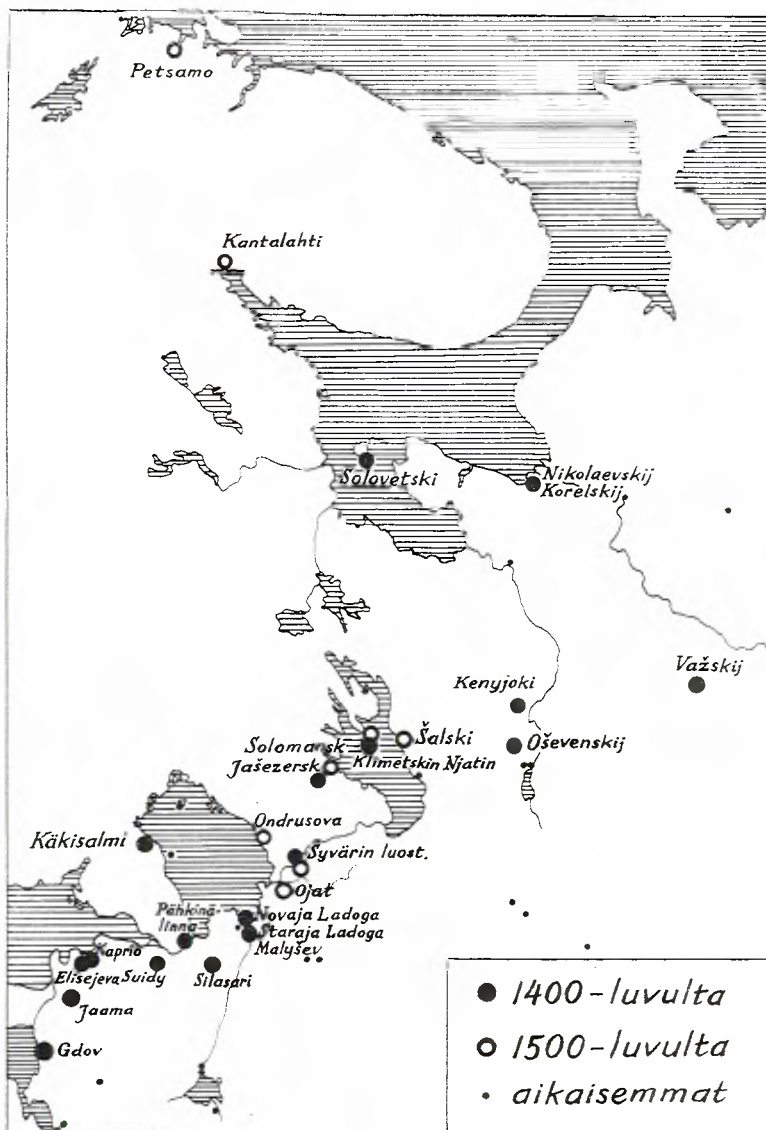 Petsamo
Kantalahti
Solovetski
Nikolaevskij
Korelskij
Važskij
Kenyjoki
Oševenskij
Šalski
Solomansk
Klimetskin Njatin
Jašezersk
Ondrusova
Käkisalmi
Syvärin luost.
Ojat
Pähkinä-
linna
Novaja Ladoga
Staraja Ladoga
Malyšev
Kaprio
Elisejeva
Suidy
Silasari
Jaama
Gdov
1400-luvulta
1500-luvulta
aikaisemmat